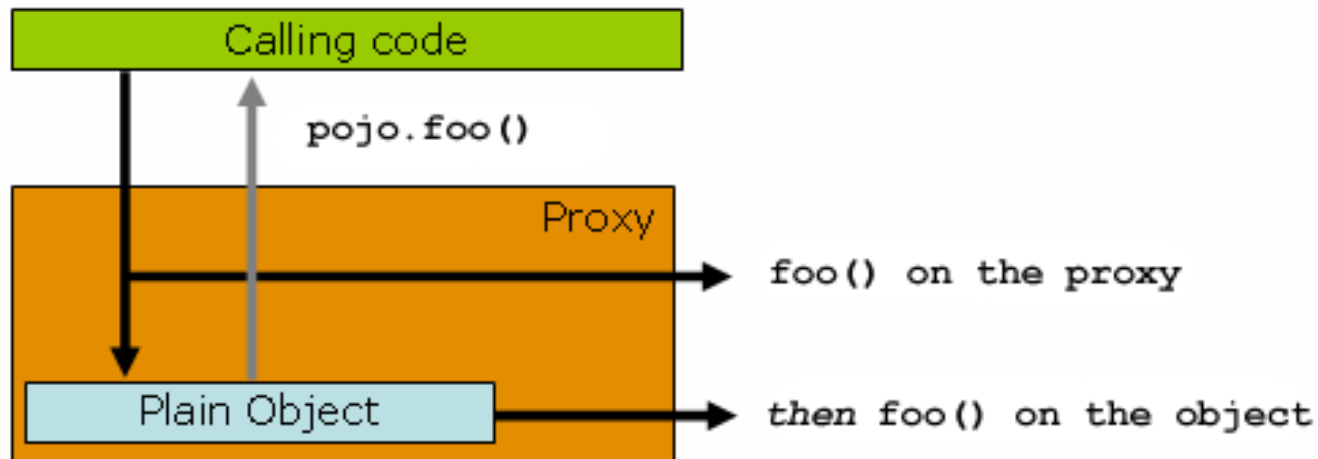 Calling code
pojo.foo()
Proxy
foo() on the proxy
Plain Object
then foo() on the object